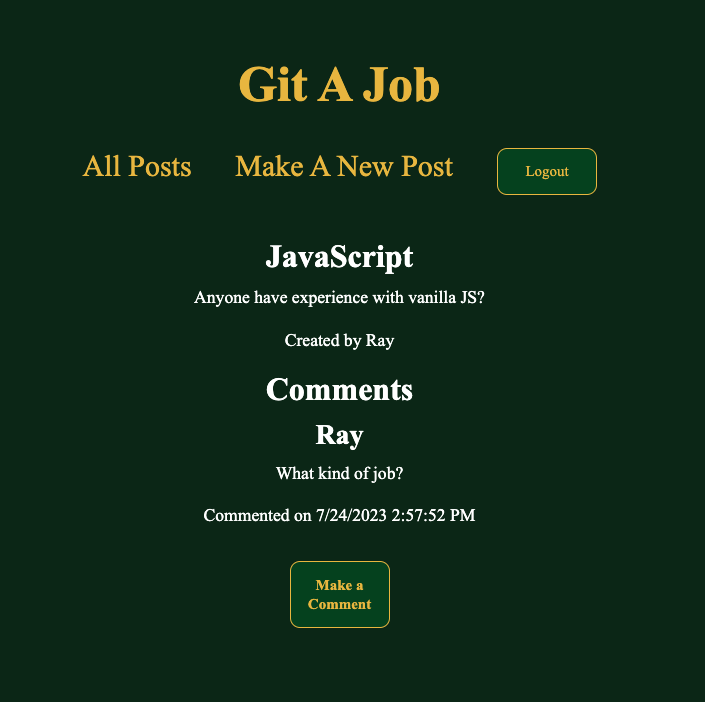 Git A Job
All Posts Make A New Post Logout
JavaScript
Anyone have experience with vanilla JS?
Created by Ray
Comments
Ray
What kind of job?
Commented on 7/24/2023 2:57:52 PM
Make a
Comment